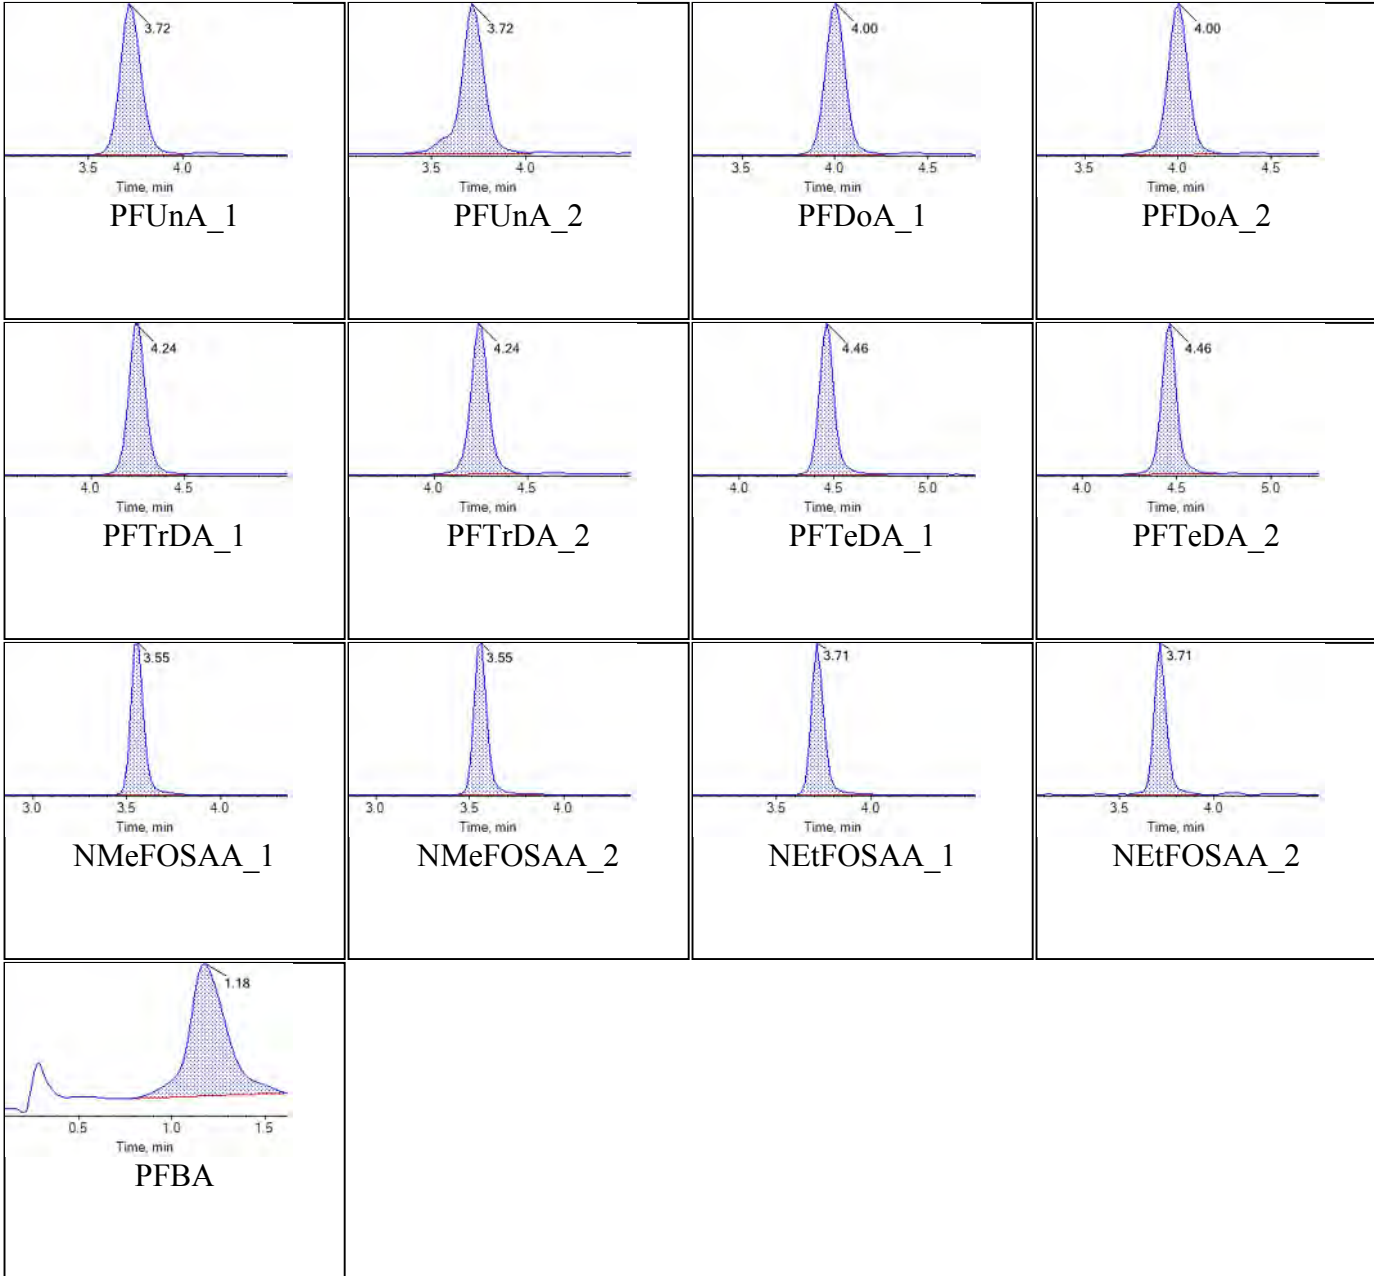 3.72
3.5 4.0
Time, min
PFUnA_1
3.72
3.5 4.0
Time, min
PFUnA_2
4.00
3.5 4.0 4.5
Time, min
PFDoA_1
4.00
3.5 4.0 4.5
Time, min
PFDoA_2
4.24
4.0 4.5
Time, min
PFTrDA_1
4.24
4.0 4.5
Time, min
PFTrDA_2
4.46
4.0 4.5 5.0
Time, min
PFTeDA_1
4.46
4.0 4.5 5.0
Time, min
PFTeDA_2
3.55
3.0 3.5 4.0
Time, min
NMeFOSAA_1
3.55
3.0 3.5 4.0
Time, min
NMeFOSAA_2
3.71
3.5 4.0
Time, min
NEtFOSAA_1
3.71
3.5 4.0
Time, min
NEtFOSAA_2
1.18
0.5 1.0 1.5
Time, min
PFBA